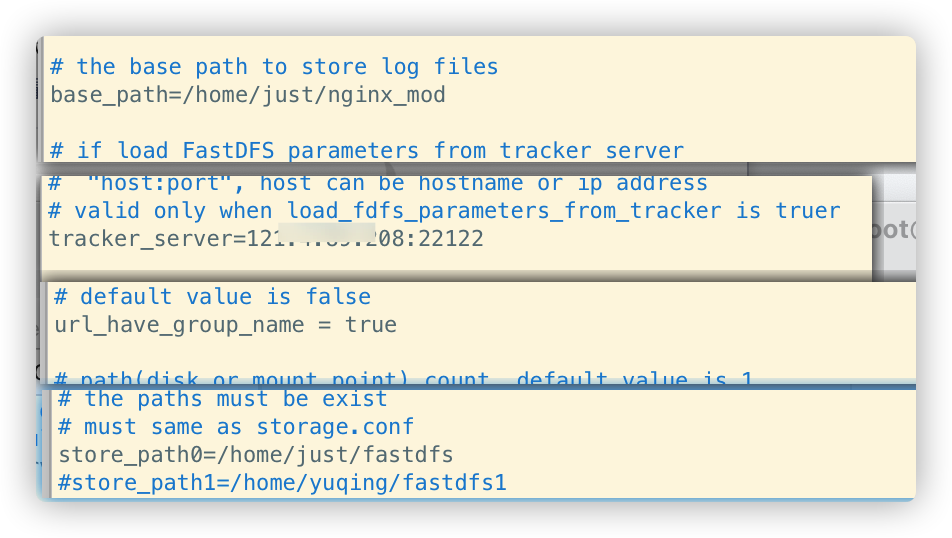 # the base path to store log files
base_path=/home/just/nginx_mod
# if load FastDFS parameters from tracker server
# "host:port", host can be hostname or ip address
# valid only when load_fdfs_parameters_from_tracker is truer
tracker_server=121. 208:22122
oot@
# default value is false
url_have_group_name = true
# path(disk or mount point) count, default value is 1
# the paths must be exist
# must same as storage.conf
store_path0=/home/just/fastdfs
#store_path1=/home/yuqing/fastdfs1